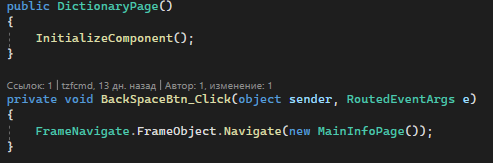 public DictionaryPage()
{
InitializeComponent();
}
Ссылок: 1 | tzfcmd, 13 дн. назад | Автор: 1, изменение: 1
private void BackSpaceBtn_Click(object sender, RoutedEventArgs e)
{
FrameNavigate.FrameObject.Navigate(new MainInfoPage());
}